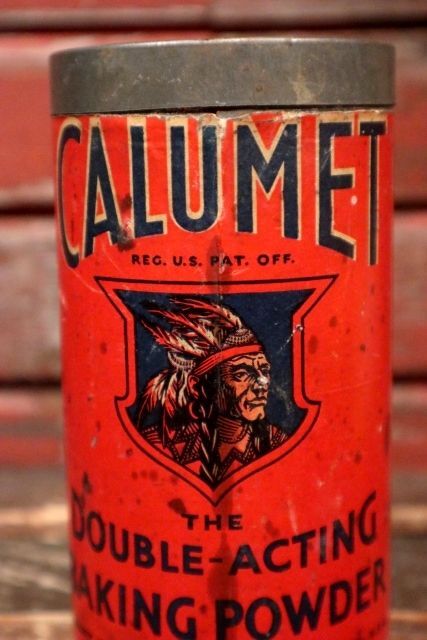 CALUMET
REG. U.S. PAT. OFF.
THE
DOUBLE-ACTING
BAKING POWDER